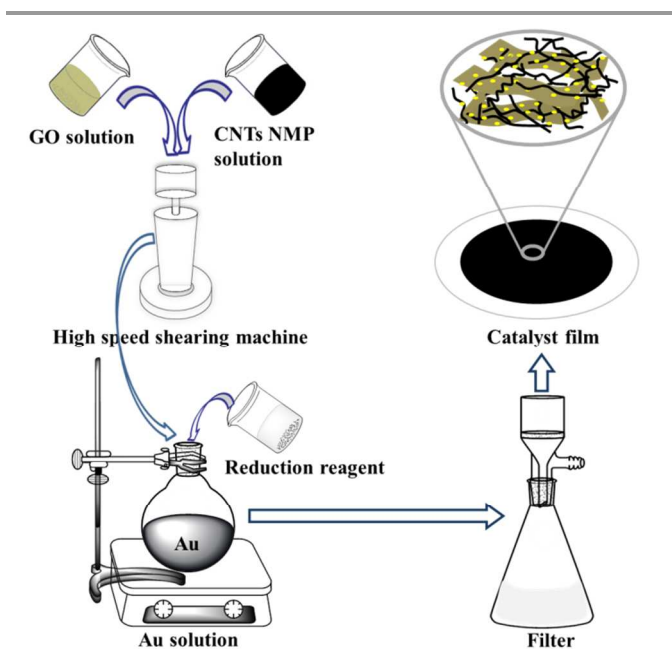 GO solution
CNTs NMP
solution
High speed shearing machine
Catalyst film
Reduction reagent
Au
Au solution
Filter